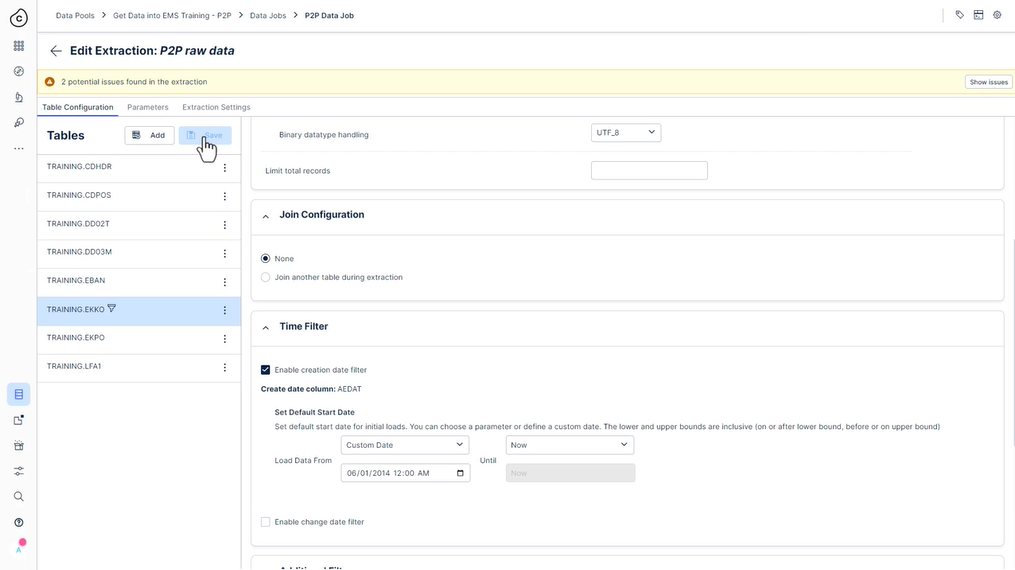 Data Pools > Get Data into EMS Training - P2P > Data Jobs > P2P Data Job
Edit Extraction: P2P raw data
2 potential issues found in the extraction
Show issues
Table Configuration
Parameters
Extraction Settings
Tables
Add
Save
TRAINING.CDHDR
TRAINING.CDPOS
TRAINING.DD02T
TRAINING.DD03M
TRAINING.EBAN
TRAINING.EKKO
TRAINING.EKPO
TRAINING.LFA1
Binary datatype handling
UTF_8
Limit total records
Join Configuration
None
Join another table during extraction
Time Filter
Enable creation date filter
Create date column: AEDAT
Set Default Start Date
Set default start date for initial loads. You can choose a parameter or define a custom date. The lower and upper bounds are inclusive (on or after lower bound, before or on upper bound)
Load Data From
Custom Date
06/01/2014 12:00 AM
Until
Now
Now
Enable change date filter
A